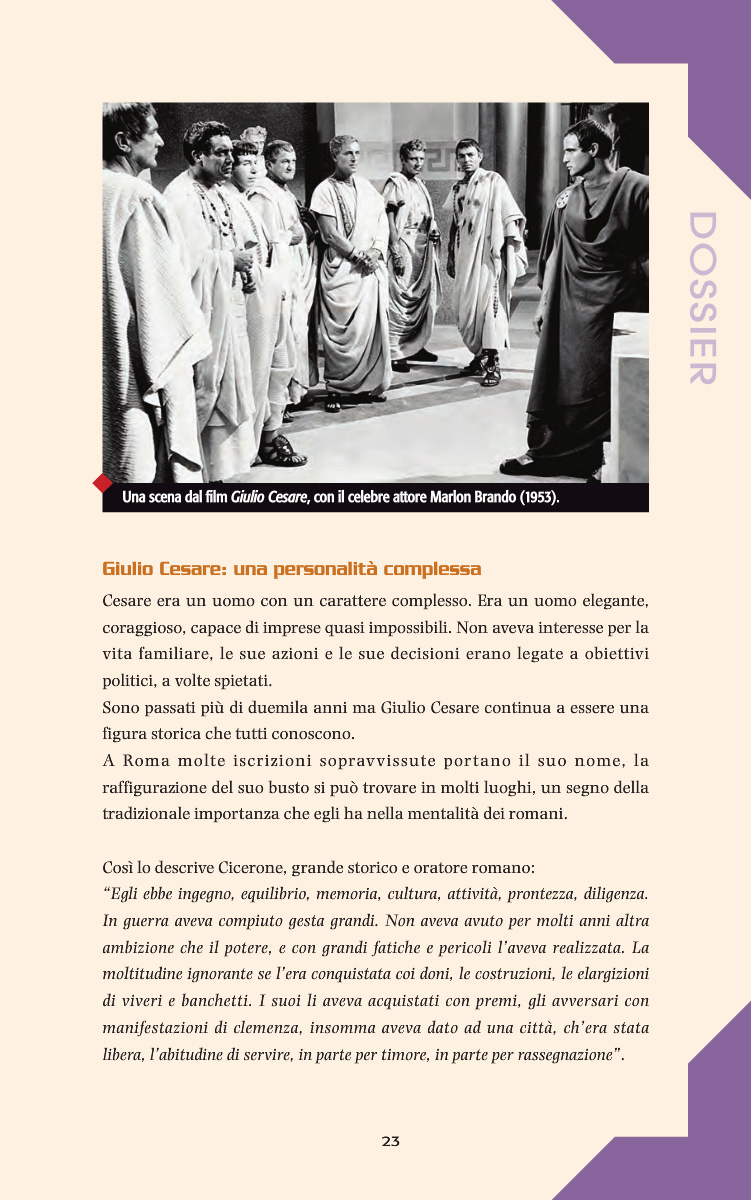 DOSSIER
Una scena dal film Giulio Cesare, con il celebre attore Marlon Brando (1953).
Giulio Cesare: una personalità complessa
Cesare era un uomo con un carattere complesso. Era un uomo elegante,
coraggioso, capace di imprese quasi impossibili. Non aveva interesse per la
vita familiare, le sue azioni e le sue decisioni erano legate a obiettivi
politici, a volte spietati.
Sono passati più di duemila anni ma Giulio Cesare continua a essere una
figura storica che tutti conoscono.
A Roma molte iscrizioni sopravvissute portano il suo nome, la
raffigurazione del suo busto si può trovare in molti luoghi, un segno della
tradizionale importanza che egli ha nella mentalità dei romani.
Così lo descrive Cicerone, grande storico e oratore romano:
“Egli ebbe ingegno, equilibrio, memoria, cultura, attività, prontezza, diligenza.
In guerra aveva compiuto gesta grandi. Non aveva avuto per molti anni altra
ambizione che il potere, e con grandi fatiche e pericoli l’aveva realizzata. La
moltitudine ignorante se l’era conquistata coi doni, le costruzioni, le elargizioni
di viveri e banchetti. I suoi li aveva acquistati con premi, gli avversari con
manifestazioni di clemenza, insomma aveva dato ad una città, ch’era stata
libera, l’abitudine di servire, in parte per timore, in parte per rassegnazione”.
23